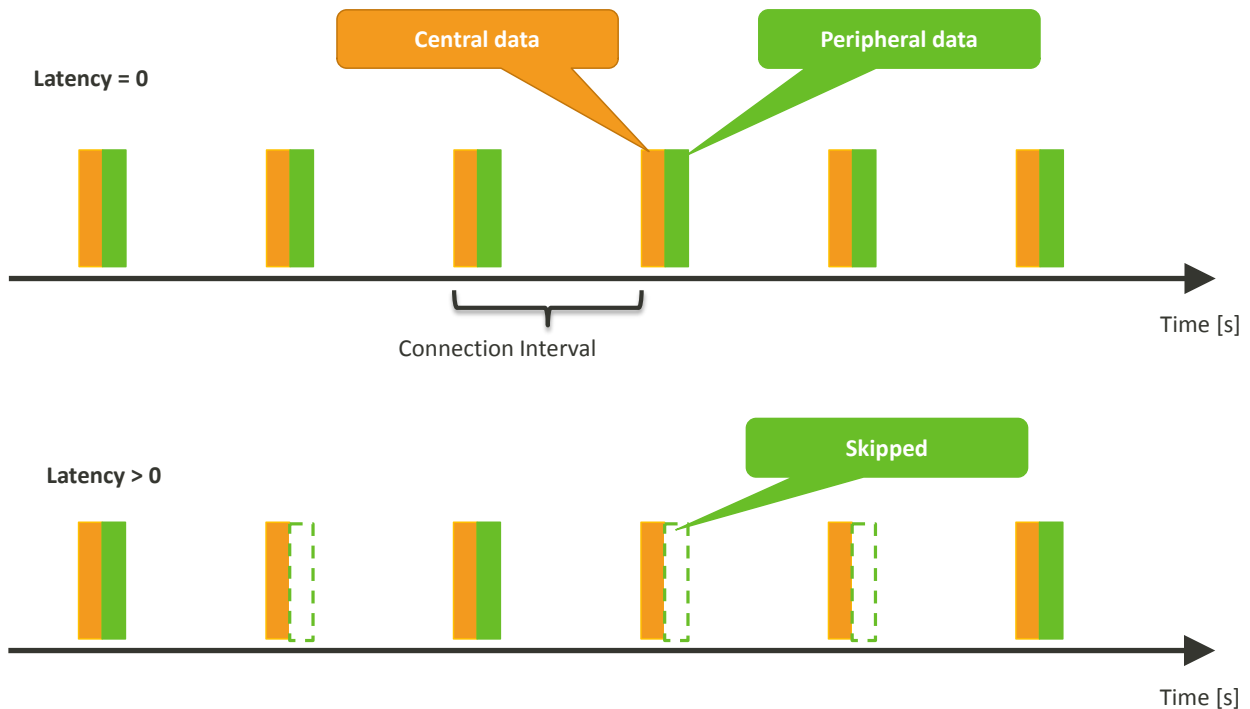 Central data
Peripheral data
Latency = 0
Time [s]
Connection Interval
Skipped
Latency > 0
Time [s]